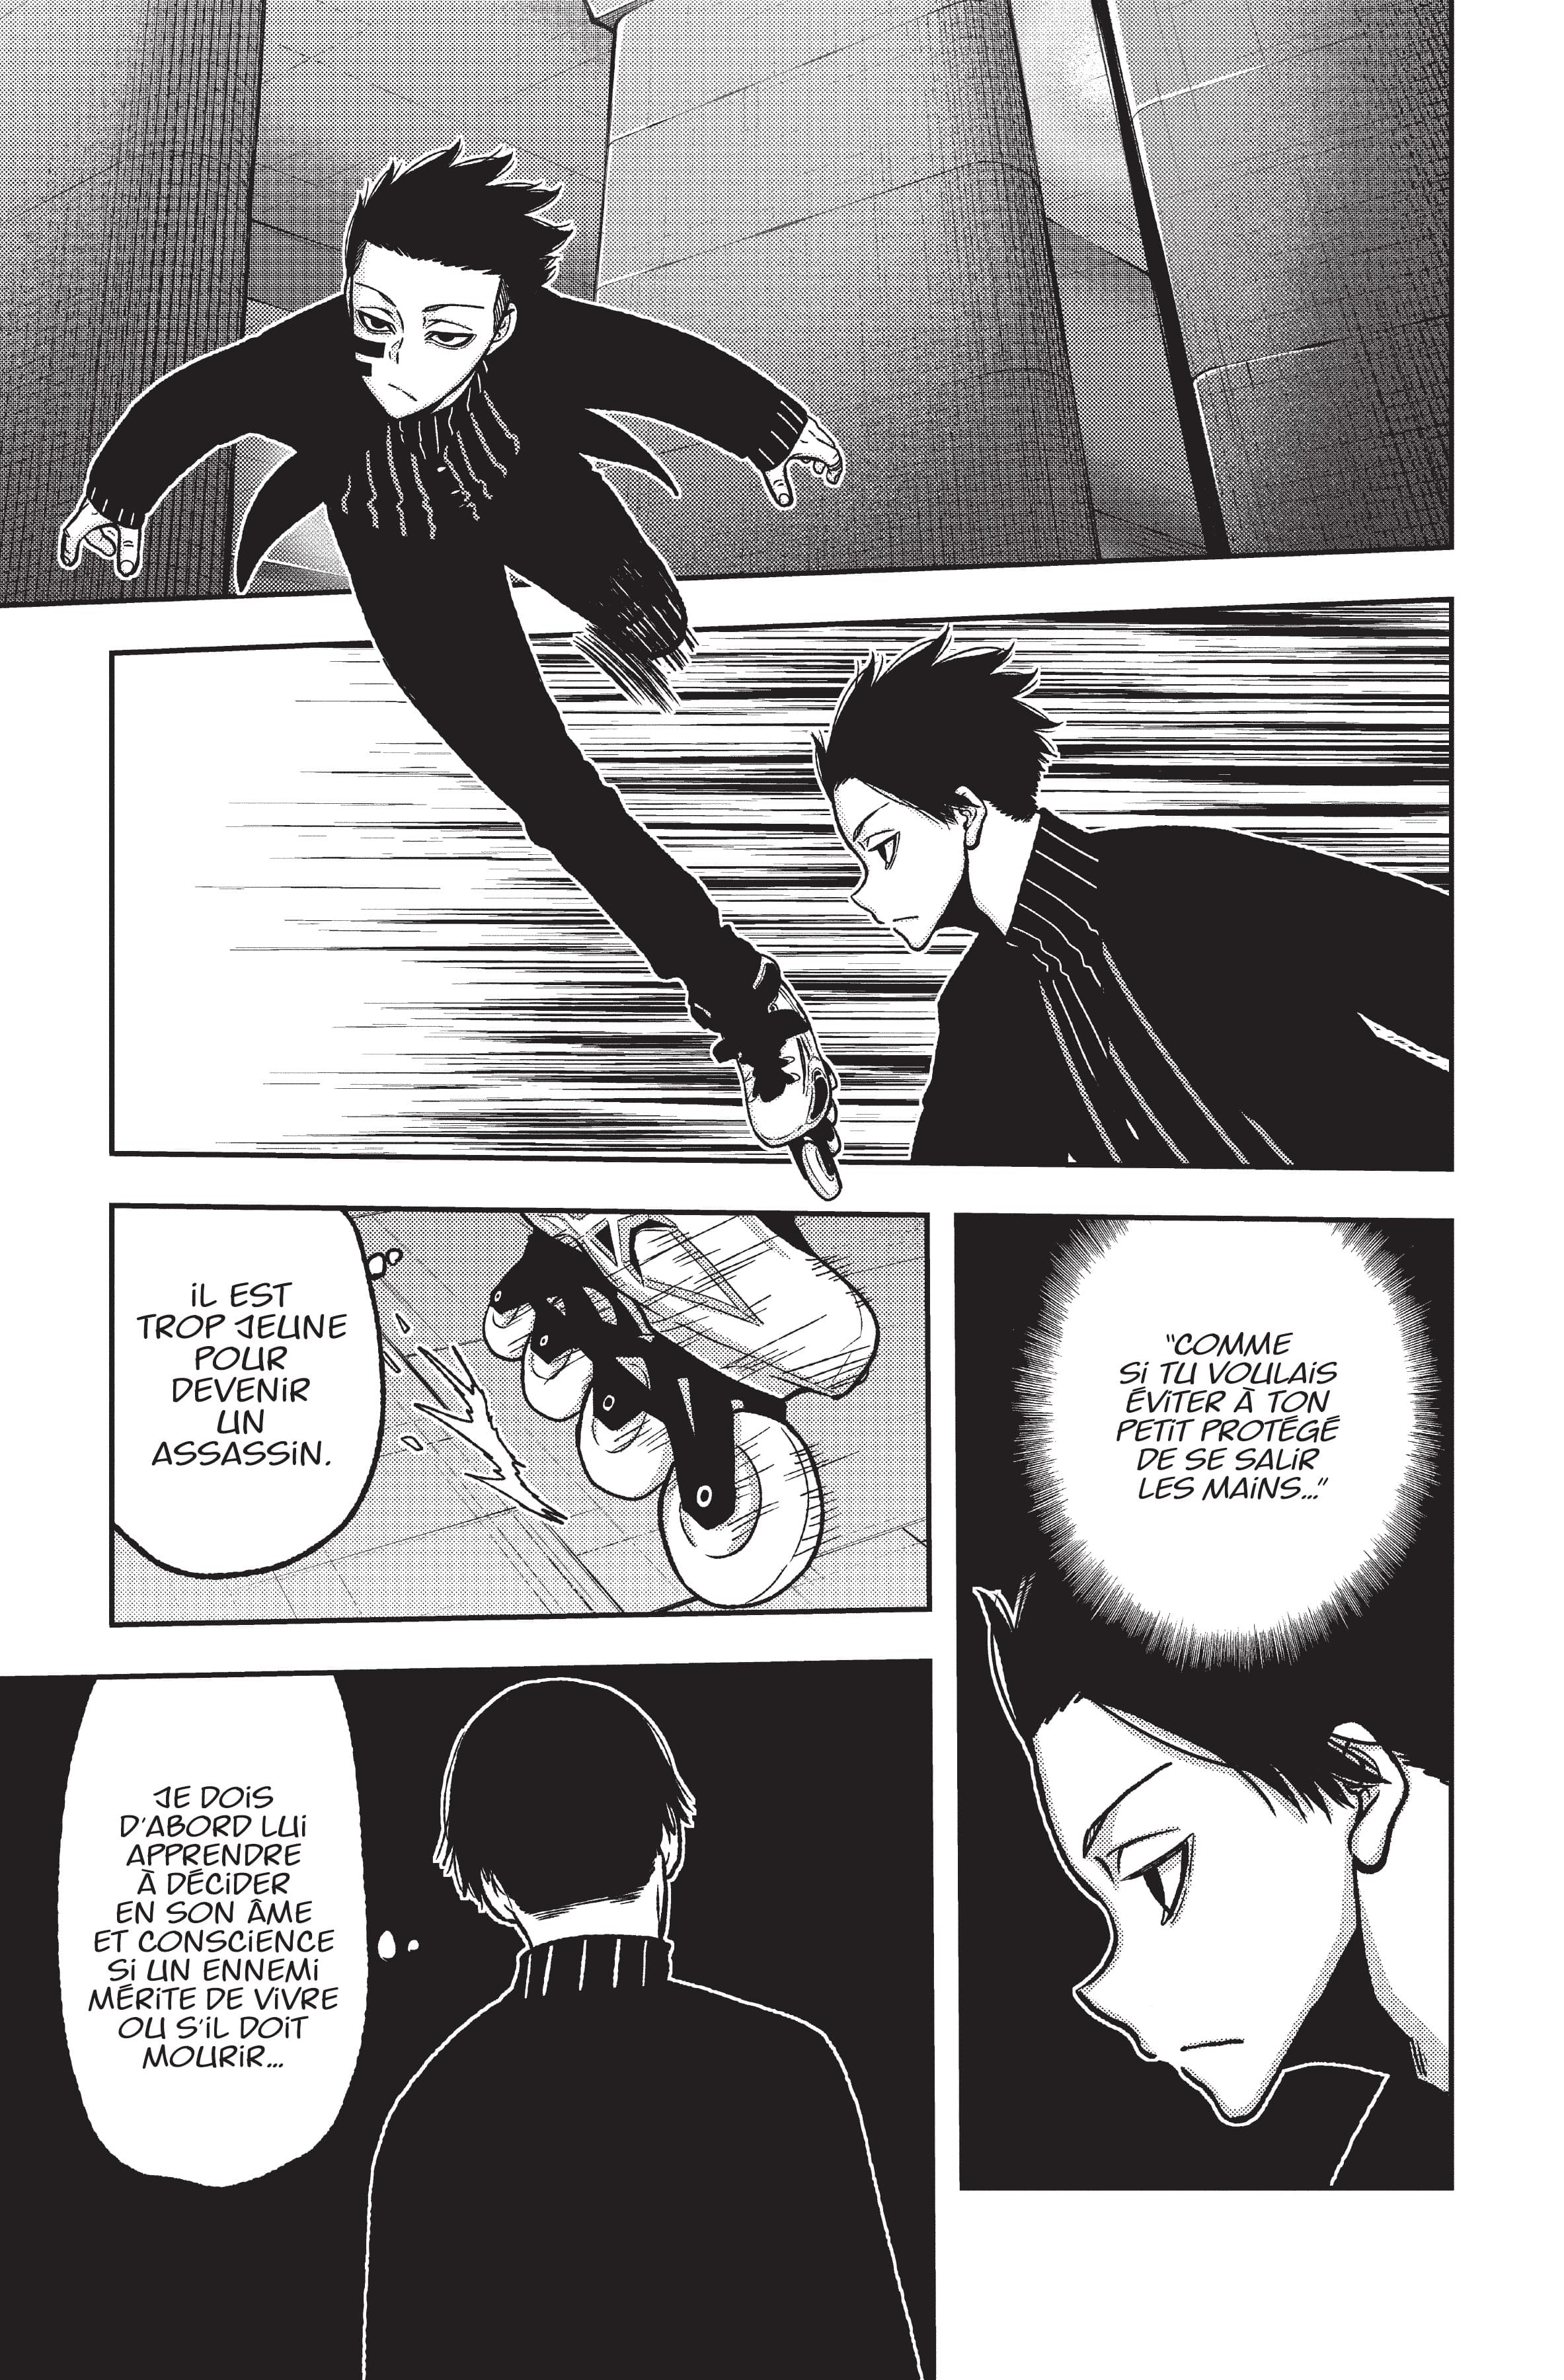 "COMME
SI TU VOULAIS
ÉVITER À TON
PETIT PROTÉGÉ
DE SE SALIR
LES MAINS..."
IL EST
TROP JEUNE
POUR
DEVENIR
UN
ASSASSIN.
JE DOIS
D'ABORD LUI
APPRENDRE
À DÉCIDER
EN SON ÂME
ET CONSCIENCE
SI UN ENNEMI
MÉRITE DE VIVRE
OU S'IL DOIT
MOURIR...